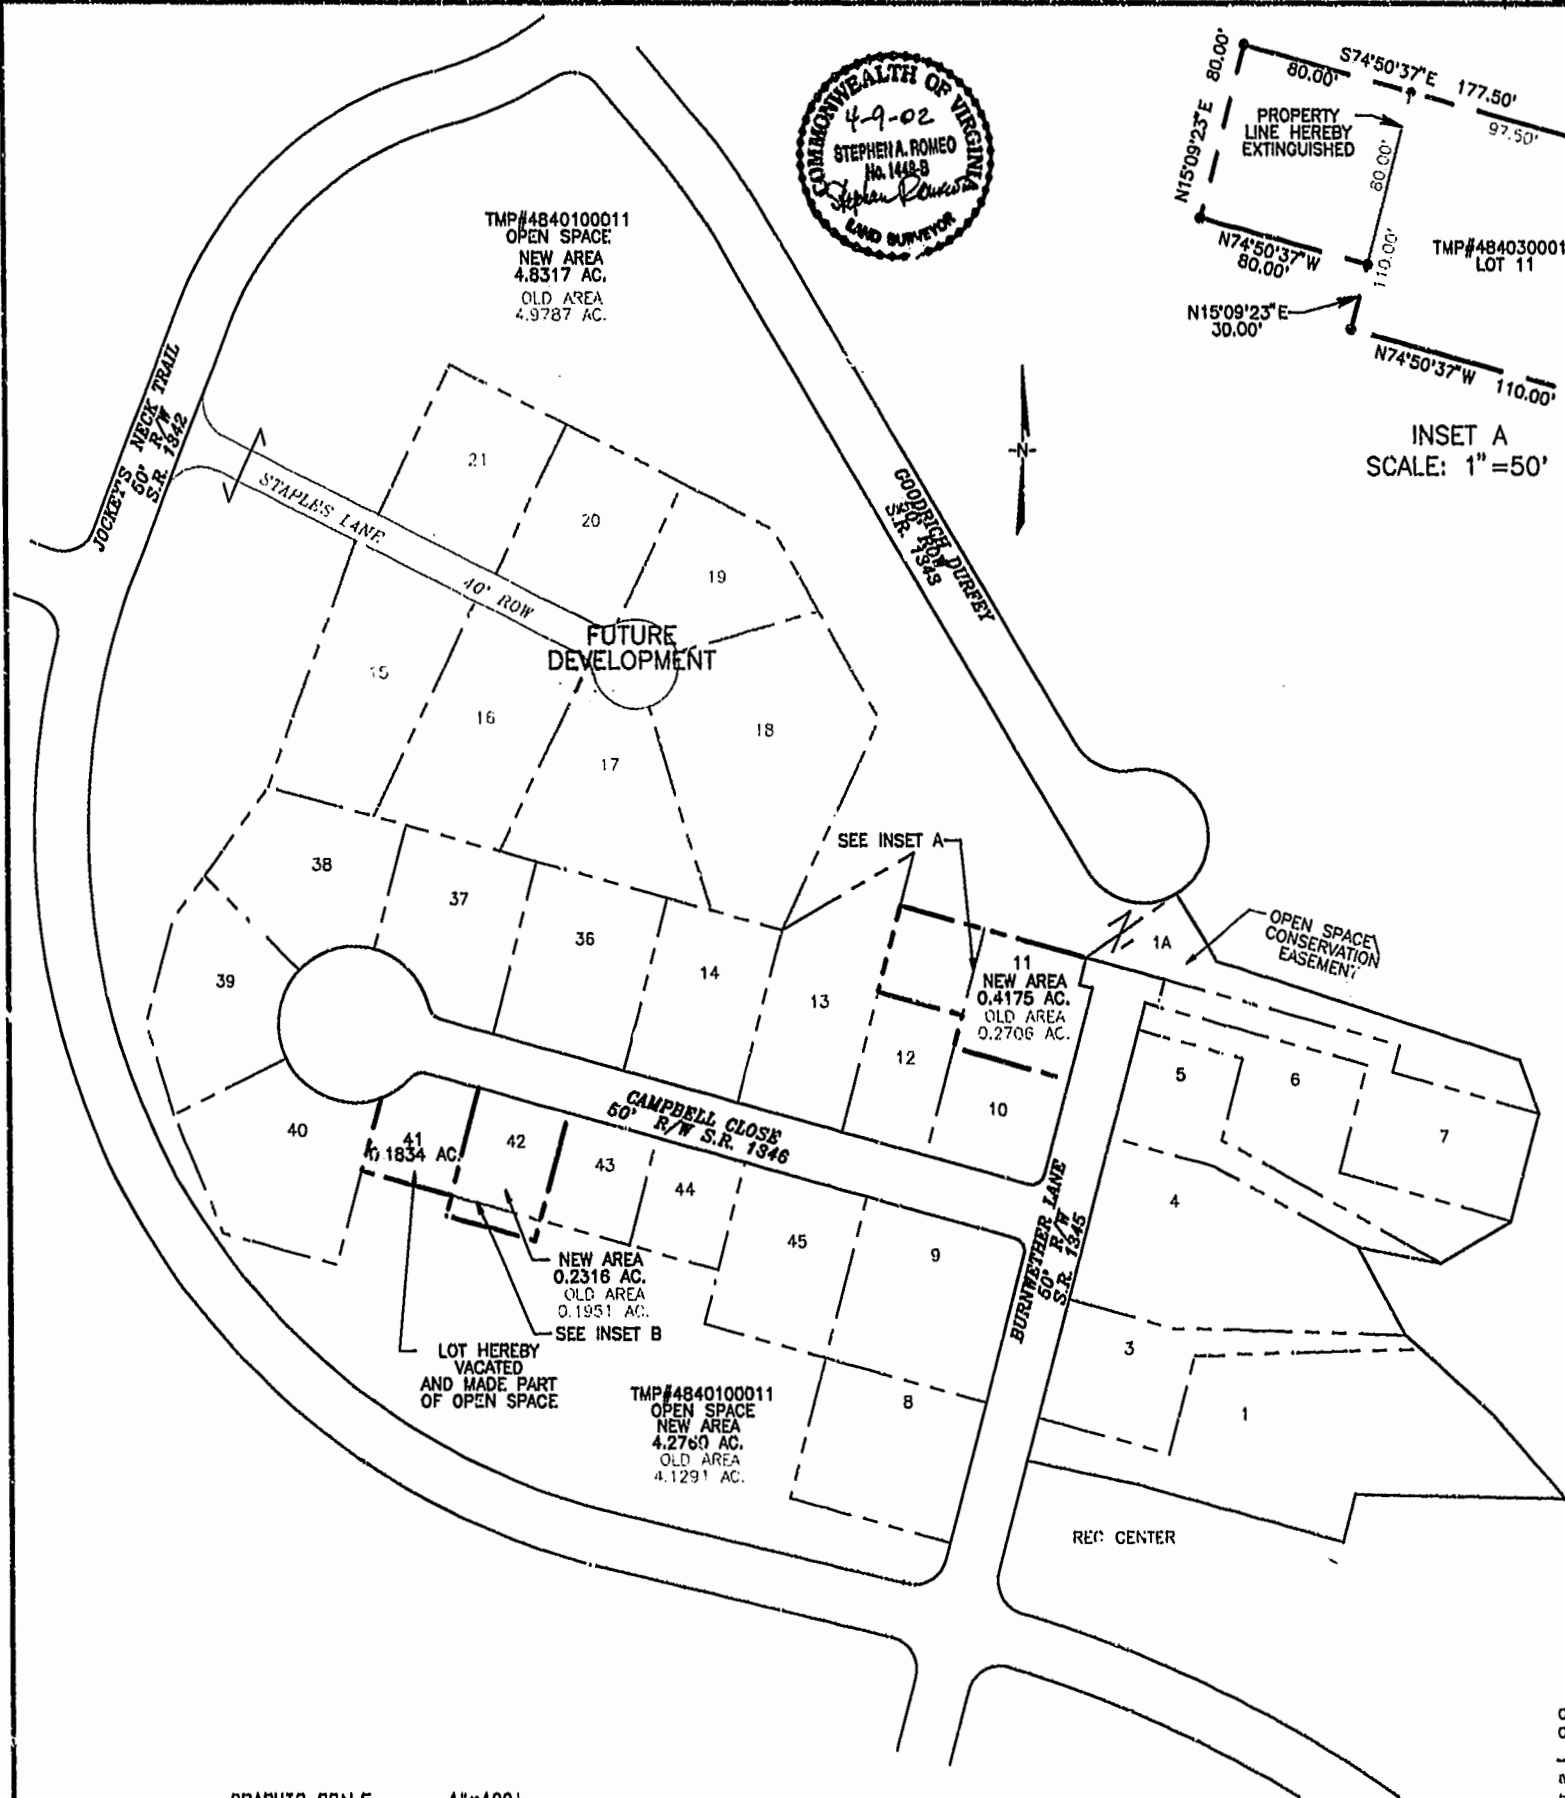 COMMONWEALTH OF VIRGINIA
4-9-02
STEPHEN A. ROMEO
No. 1448-B
LAND SURVEYOR
S74°50'37"E
80.00'
80.00'
177.50'
97.50'
N15°09'23"E
PROPERTY
LINE HEREBY
EXTINGUISHED
80.00'
110.00'
N74°50'37"W
80.00'
TMP#484030001
LOT 11
N15°09'23"E
30.00'
N74°50'37"W
110.00'
INSET A
SCALE: 1"=50'
TMP#4840100011
OPEN SPACE
NEW AREA
4.8317 AC.
OLD AREA
4.9787 AC.
-N-
JOCKEY'S NECK TRAIL
50' R/W
S.R. 1342
STAPLES LANE
40' ROW
GOODRICH DURFEY
50' ROW
S.R. 1343
21
20
19
FUTURE
DEVELOPMENT
15
16
17
18
SEE INSET A
38
37
36
14
13
39
11
NEW AREA
0.4175 AC.
OLD AREA
0.2706 AC.
12
10
1A
OPEN SPACE
CONSERVATION
EASEMENT
5
6
7
4
CAMPBELL CLOSE
50' R/W S.R. 1346
40
41
0.1834 AC.
42
43
44
45
9
BURNWETHER LANE
50' R/W
S.R. 1345
NEW AREA
0.2316 AC.
OLD AREA
0.1951 AC.
SEE INSET B
LOT HEREBY
VACATED
AND MADE PART
OF OPEN SPACE
TMP#4840100011
OPEN SPACE
NEW AREA
4.2760 AC.
OLD AREA
4.1291 AC.
8
3
1
REC CENTER